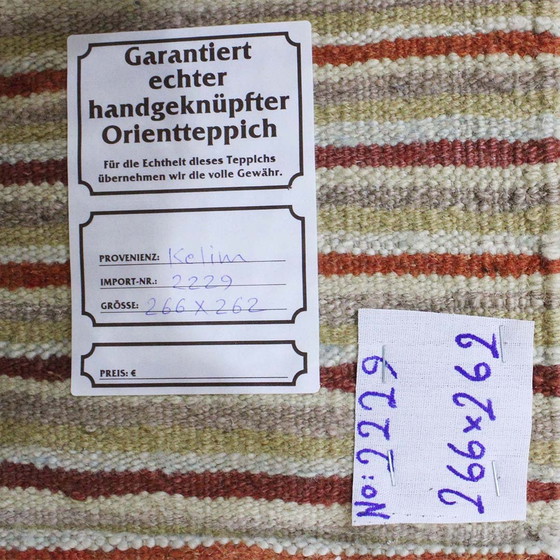 Garantiert
echter
handgeknüpfter
Orientteppich
Für die Echtheit dieses Teppichs
übernehmen wir die volle Gewähr.
PROVENIENZ: Kelim
IMPORT-NR.: 2229
GRÖSSE: 266 X 262
PREIS: €
No: 2229
266x262